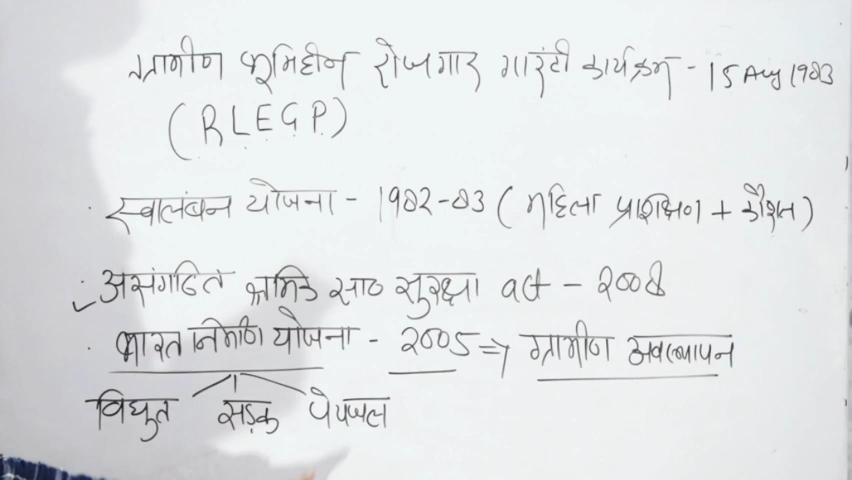 ग्रामीण भूमिहीन रोजगार गारंटी कार्यक्रम - 15 Aug 1983
(RLEGP)
स्वालंबन योजना - 1982-83 (महिला प्रशिक्षण + कौशल)
असंगठित श्रमिक सा० सुरक्षा act - 2008
भारत निर्माण योजना - 2005 => ग्रामीण अवस्थापन
विघुत सड़क पेयजल